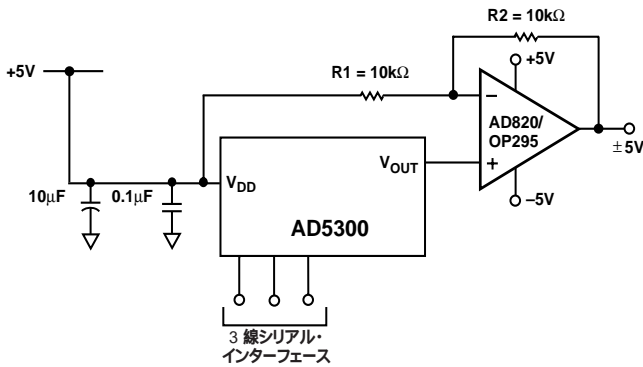 R2 = 10kΩ
+5V
R1 = 10kΩ
+5V
−
AD820/
OP295
+
±5V
–5V
10μF
0.1μF
VDD
VOUT
AD5300
3 線シリアル・
インターフェース